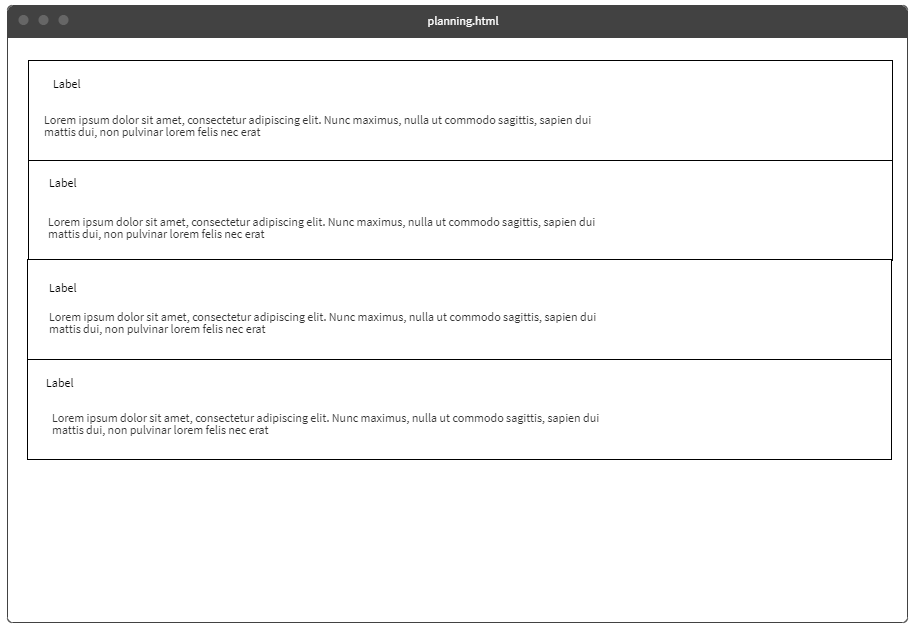 planning.html
Label
Lorem ipsum dolor sit amet, consectetur adipiscing elit. Nunc maximus, nulla ut commodo sagittis, sapien dui
mattis dui, non pulvinar lorem felis nec erat
Label
Lorem ipsum dolor sit amet, consectetur adipiscing elit. Nunc maximus, nulla ut commodo sagittis, sapien dui
mattis dui, non pulvinar lorem felis nec erat
Label
Lorem ipsum dolor sit amet, consectetur adipiscing elit. Nunc maximus, nulla ut commodo sagittis, sapien dui
mattis dui, non pulvinar lorem felis nec erat
Label
Lorem ipsum dolor sit amet, consectetur adipiscing elit. Nunc maximus, nulla ut commodo sagittis, sapien dui
mattis dui, non pulvinar lorem felis nec erat